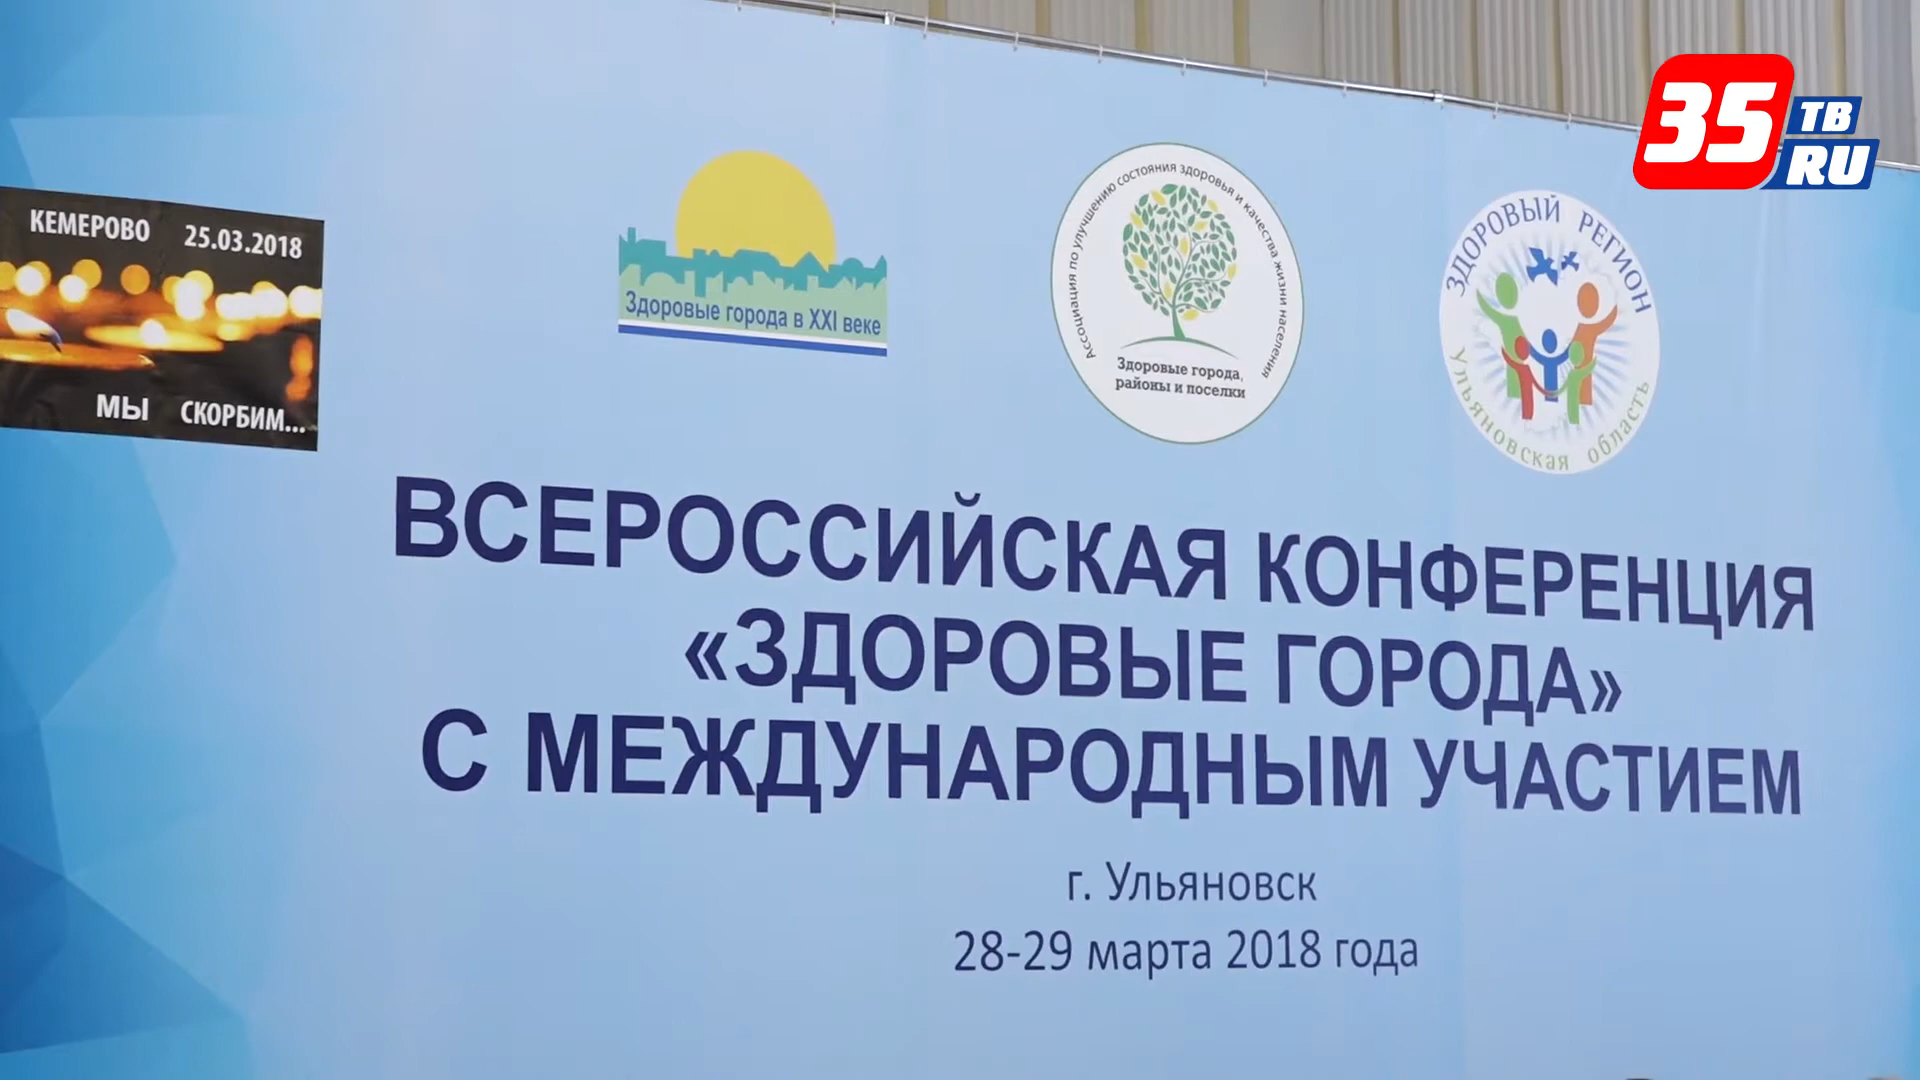 35
ТВ
RU
КЕМЕРОВО 25.03.2018
МЫ СКОРБИМ...
Здоровые города в XXI веке
Ассоциация по улучшению состояния здоровья и качества жизни населения
Здоровые города,
районы и поселки
ЗДОРОВЫЙ РЕГИОН
Ульяновская область
ВСЕРОССИЙСКАЯ КОНФЕРЕНЦИЯ
«ЗДОРОВЫЕ ГОРОДА»
С МЕЖДУНАРОДНЫМ УЧАСТИЕМ
г. Ульяновск
28-29 марта 2018 года